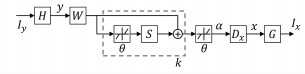 I_y H y W θ S k θ α D_x x G I_x